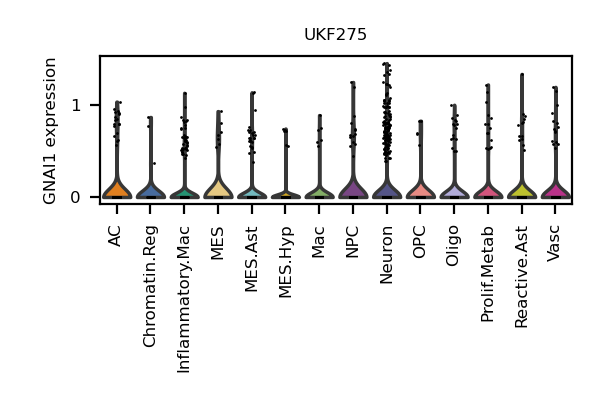 UKF275
GNAI1 expression
1
0
AC
Chromatin.Reg
Inflammatory.Mac
MES
MES.Ast
MES.Hyp
Mac
NPC
Neuron
OPC
Oligo
Prolif.Metab
Reactive.Ast
Vasc